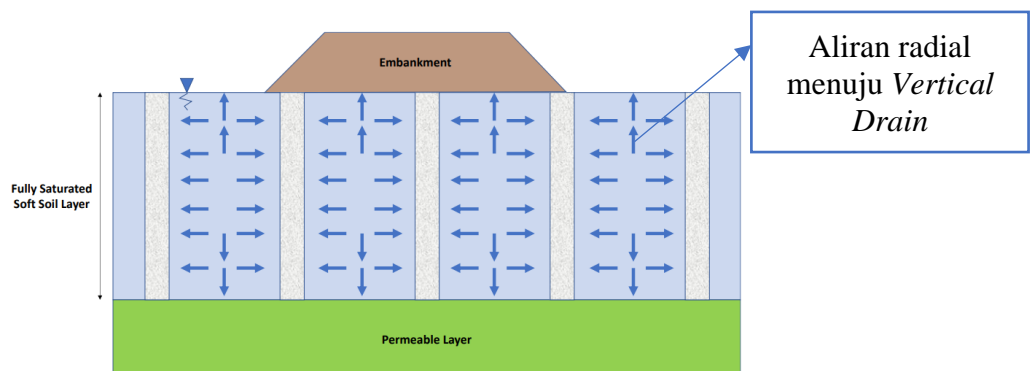 Embankment
Aliran radial
menuju Vertical
Drain
Fully Saturated
Soft Soil Layer
Permeable Layer